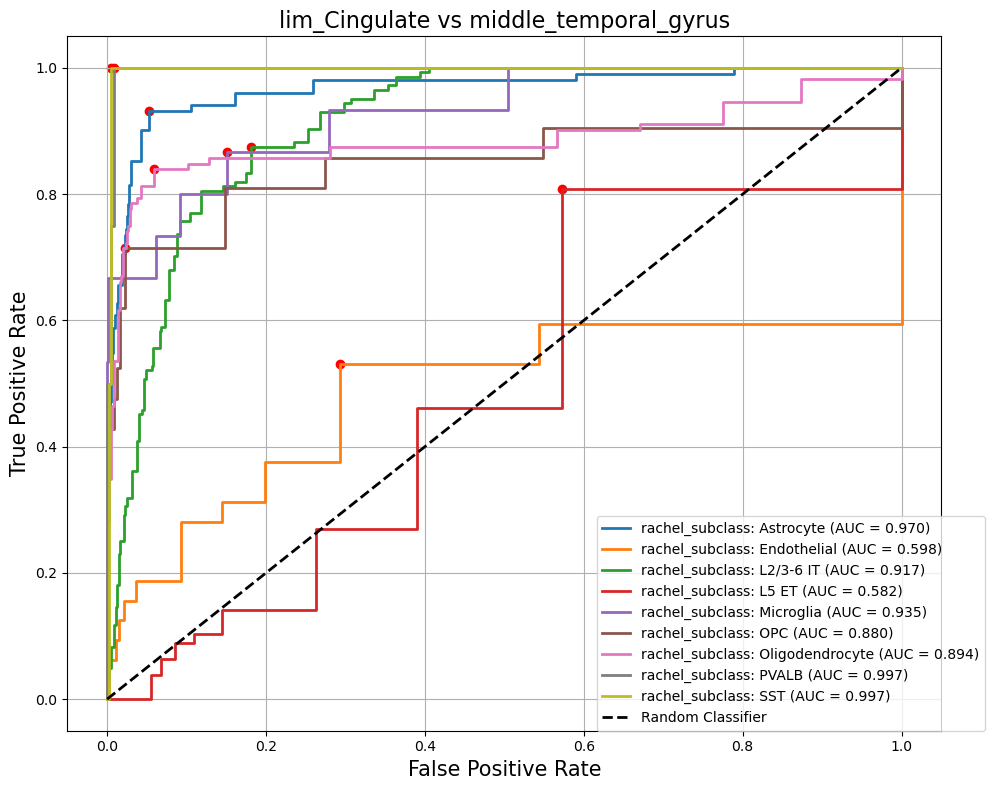 lim_Cingulate vs middle_temporal_gyrus
True Positive Rate
1.0
0.8
0.6
0.4
0.2
0.0
rachel_subclass: Astrocyte (AUC = 0.970)
rachel_subclass: Endothelial (AUC = 0.598)
rachel_subclass: L2/3-6 IT (AUC = 0.917)
rachel_subclass: L5 ET (AUC = 0.582)
rachel_subclass: Microglia (AUC = 0.935)
rachel_subclass: OPC (AUC = 0.880)
rachel_subclass: Oligodendrocyte (AUC = 0.894)
rachel_subclass: PVALB (AUC = 0.997)
rachel_subclass: SST (AUC = 0.997)
Random Classifier
0.0 0.2 0.4 0.6 0.8 1.0
False Positive Rate